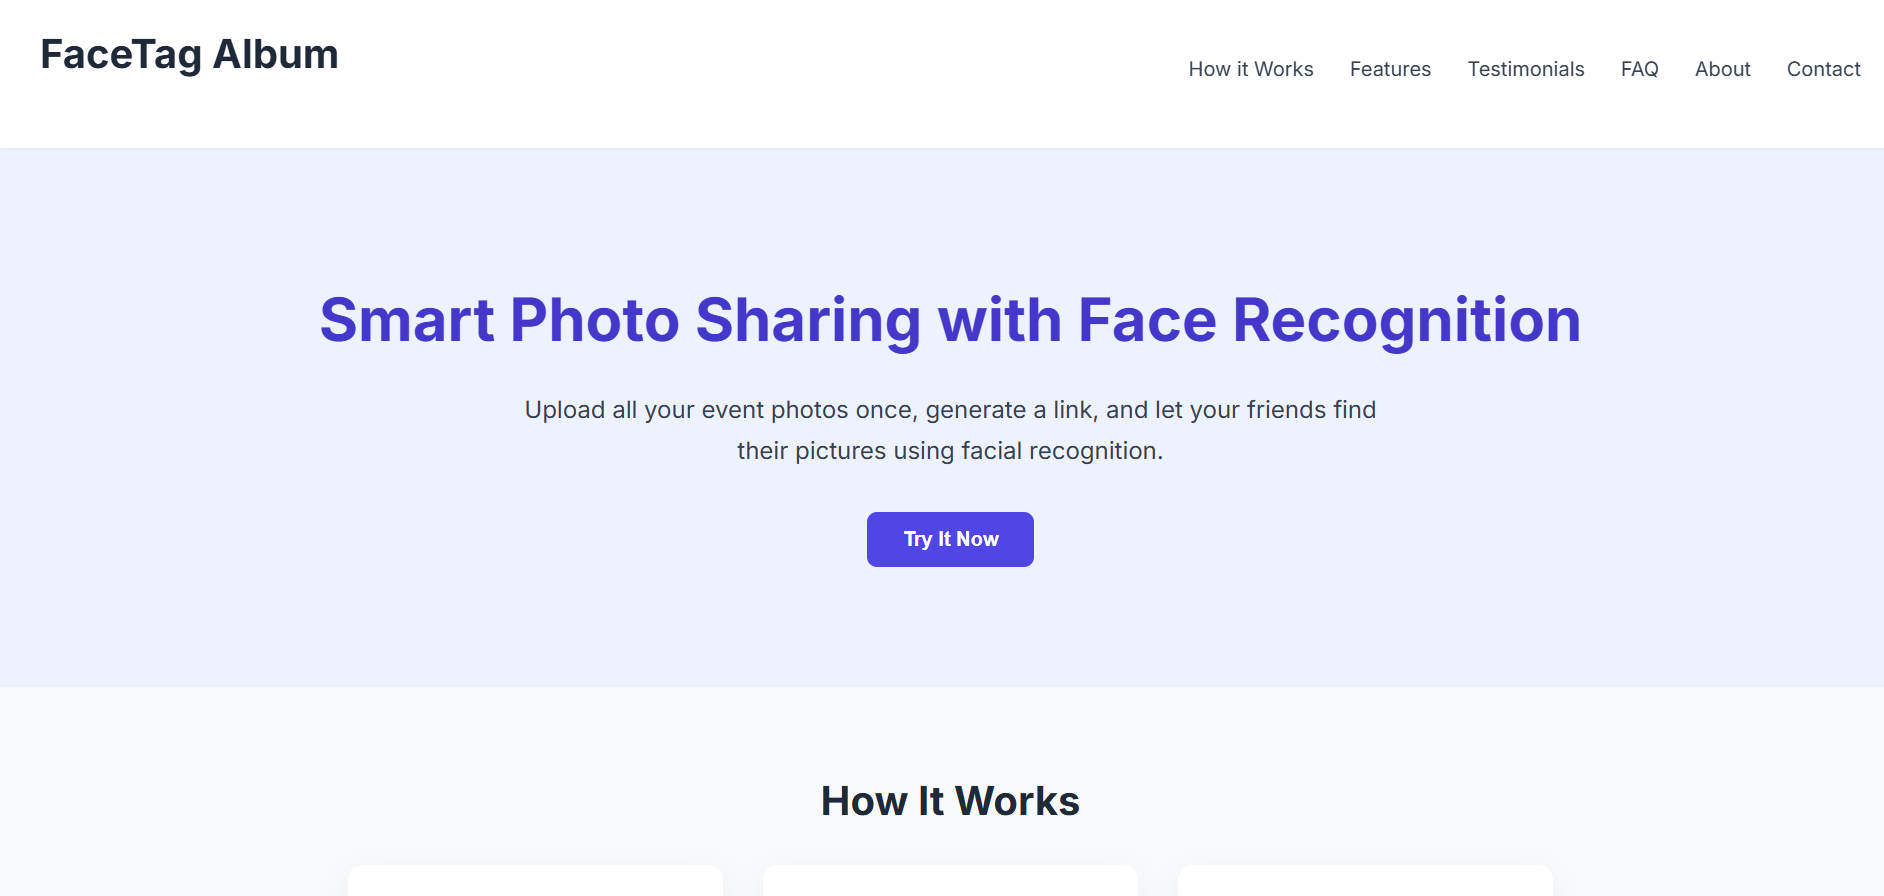 FaceTag Album
How it Works
Features
Testimonials
FAQ
About
Contact
Smart Photo Sharing with Face Recognition
Upload all your event photos once, generate a link, and let your friends find
their pictures using facial recognition.
Try It Now
How It Works